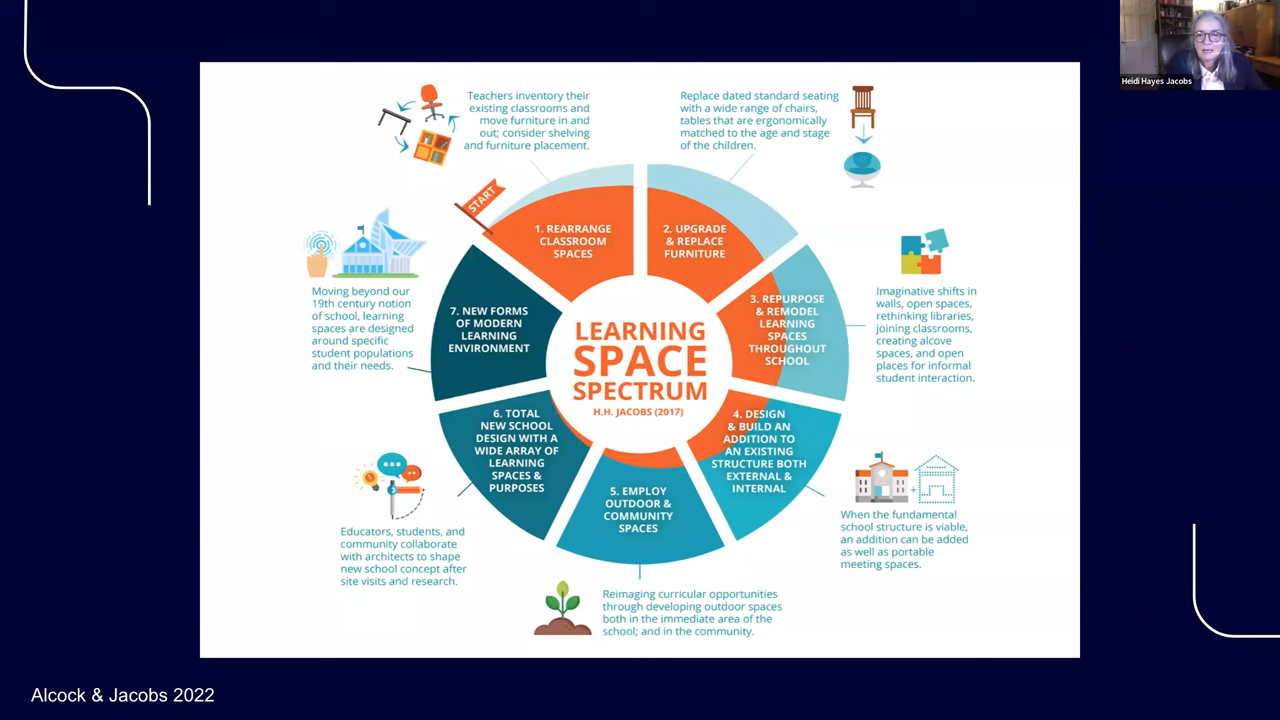 Heidi Hayes Jacobs
Teachers inventory their
existing classrooms and
move furniture in and
out; consider shelving
and furniture placement.
Replace dated standard seating
with a wide range of chairs,
tables that are ergonomically
matched to the age and stage
of the children.
START
1. REARRANGE
CLASSROOM
SPACES
2. UPGRADE
& REPLACE
FURNITURE
3. REPURPOSE
& REMODEL
LEARNING
SPACES
THROUGHOUT
SCHOOL
Imaginative shifts in
walls, open spaces,
rethinking libraries,
joining classrooms,
creating alcove
spaces, and open
places for informal
student interaction.
4. DESIGN
& BUILD AN
ADDITION TO
AN EXISTING
STRUCTURE BOTH
EXTERNAL &
INTERNAL
When the fundamental
school structure is viable,
an addition can be added
as well as portable
meeting spaces.
5. EMPLOY
OUTDOOR &
COMMUNITY
SPACES
Reimaging curricular opportunities
through developing outdoor spaces
both in the immediate area of the
school; and in the community.
6. TOTAL
NEW SCHOOL
DESIGN WITH A
WIDE ARRAY OF
LEARNING
SPACES &
PURPOSES
Educators, students, and
community collaborate
with architects to shape
new school concept after
site visits and research.
7. NEW FORMS
OF MODERN
LEARNING
ENVIRONMENT
Moving beyond our
19th century notion
of school, learning
spaces are designed
around specific
student populations
and their needs.
LEARNING
SPACE
SPECTRUM
H.H. JACOBS (2017)
Alcock & Jacobs 2022